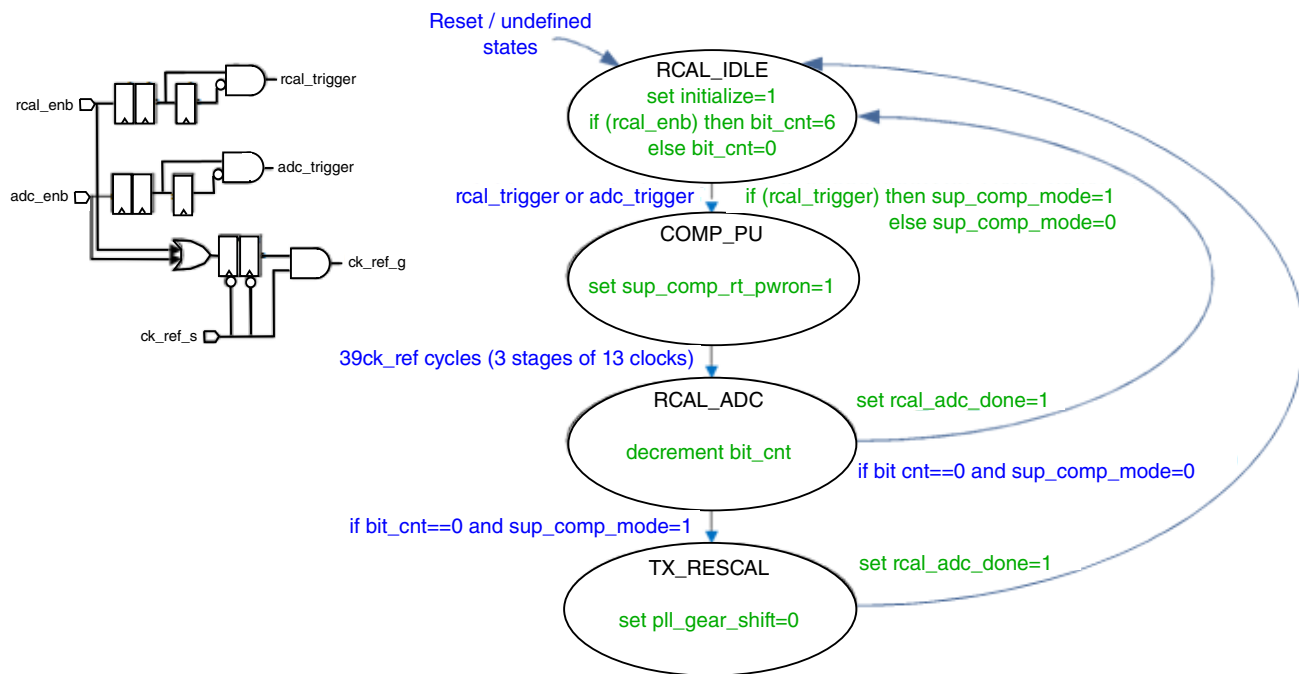 Reset / undefined
states
RCAL_IDLE
set initialize=1
if (rcal_enb) then bit_cnt=6
else bit_cnt=0
rcal_trigger
rcal_enb
adc_trigger
adc_enb
ck_ref_g
ck_ref_s
rcal_trigger or adc_trigger
if (rcal_trigger) then sup_comp_mode=1
else sup_comp_mode=0
COMP_PU
set sup_comp_rt_pwron=1
39ck_ref cycles (3 stages of 13 clocks)
RCAL_ADC
decrement bit_cnt
set rcal_adc_done=1
if bit cnt==0 and sup_comp_mode=0
if bit_cnt==0 and sup_comp_mode=1
TX_RESCAL
set pll_gear_shift=0
set rcal_adc_done=1